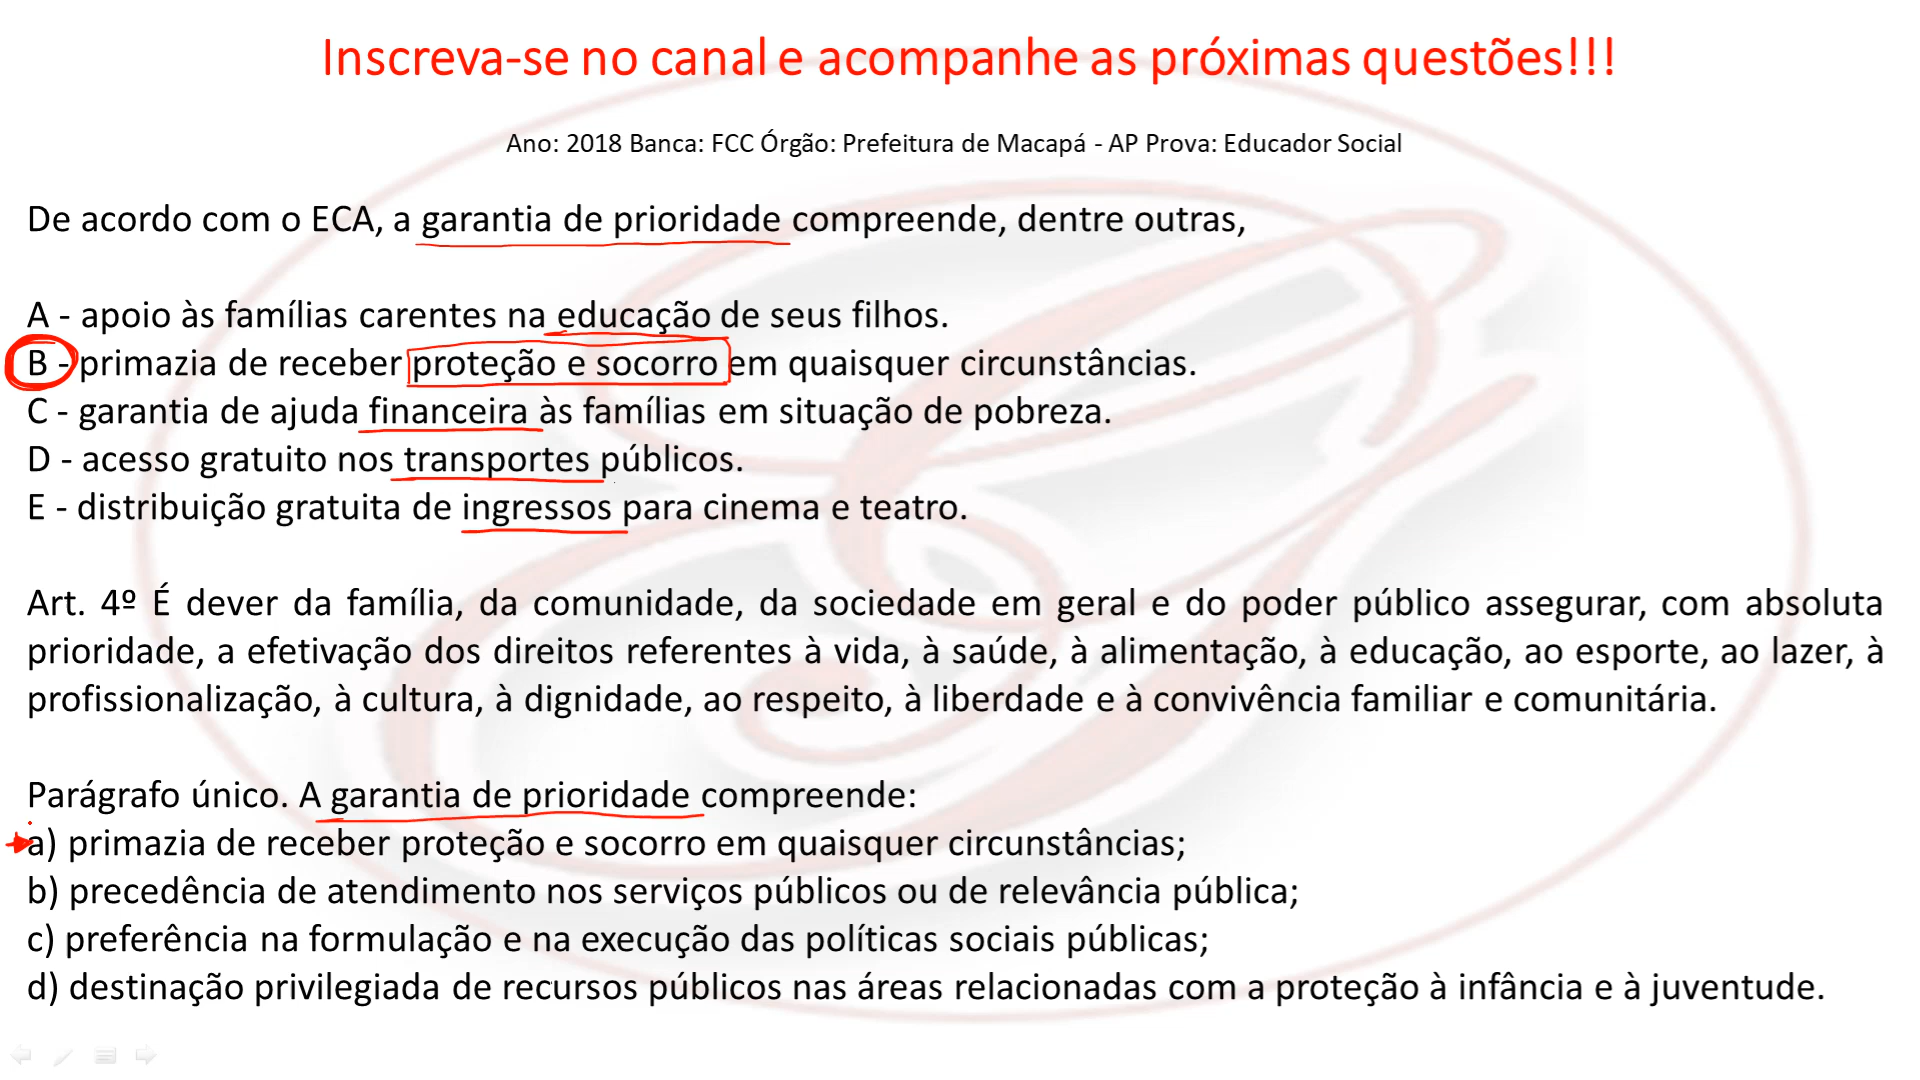 Inscreva-se no canal e acompanhe as próximas questões!!!
Ano: 2018 Banca: FCC Órgão: Prefeitura de Macapá - AP Prova: Educador Social
De acordo com o ECA, a garantia de prioridade compreende, dentre outras,
A - apoio às famílias carentes na educação de seus filhos.
B - primazia de receber proteção e socorro em quaisquer circunstâncias.
C - garantia de ajuda financeira às famílias em situação de pobreza.
D - acesso gratuito nos transportes públicos.
E - distribuição gratuita de ingressos para cinema e teatro.
Art. 4º É dever da família, da comunidade, da sociedade em geral e do poder público assegurar, com absoluta
prioridade, a efetivação dos direitos referentes à vida, à saúde, à alimentação, à educação, ao esporte, ao lazer, à
profissionalização, à cultura, à dignidade, ao respeito, à liberdade e à convivência familiar e comunitária.
Parágrafo único. A garantia de prioridade compreende:
a) primazia de receber proteção e socorro em quaisquer circunstâncias;
b) precedência de atendimento nos serviços públicos ou de relevância pública;
c) preferência na formulação e na execução das políticas sociais públicas;
d) destinação privilegiada de recursos públicos nas áreas relacionadas com a proteção à infância e à juventude.